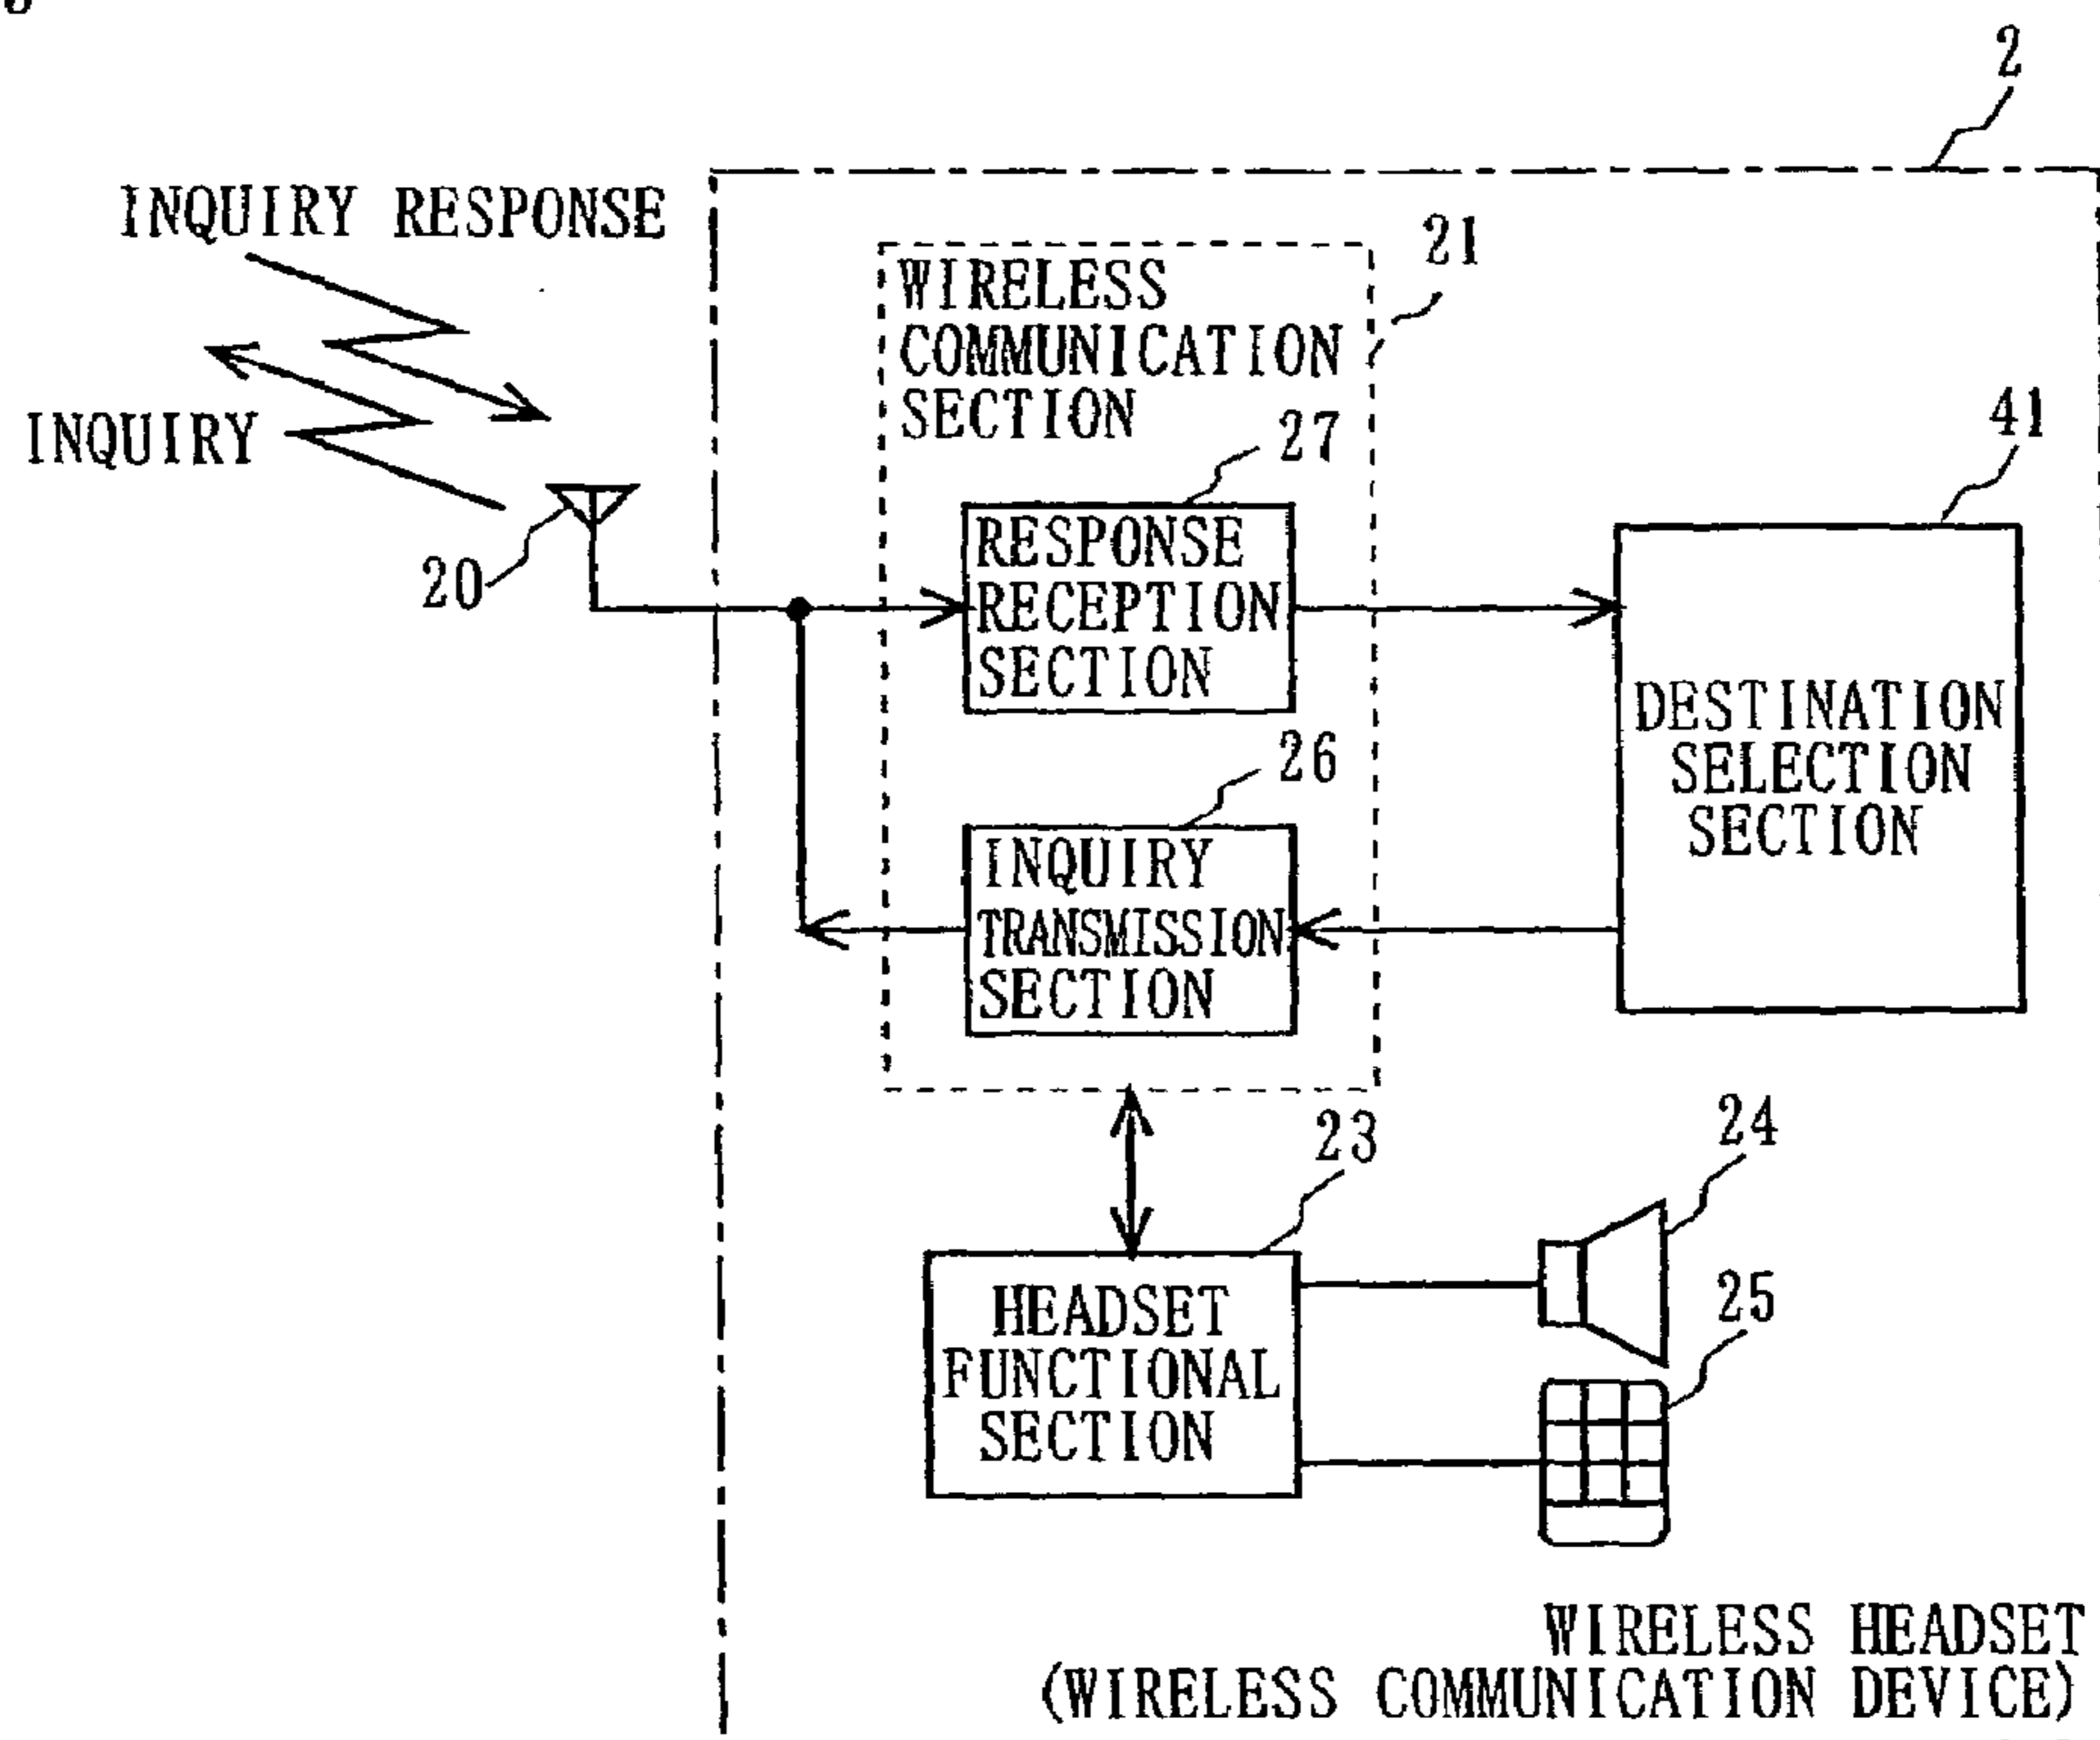 2
INQUIRY RESPONSE
INQUIRY
20
WIRELESS
COMMUNICATION
SECTION
21
27
RESPONSE
RECEPTION
SECTION
41
DESTINATION
SELECTION
SECTION
26
INQUIRY
TRANSMISSION
SECTION
23
HEADSET
FUNCTIONAL
SECTION
24
25
WIRELESS HEADSET
(WIRELESS COMMUNICATION DEVICE)